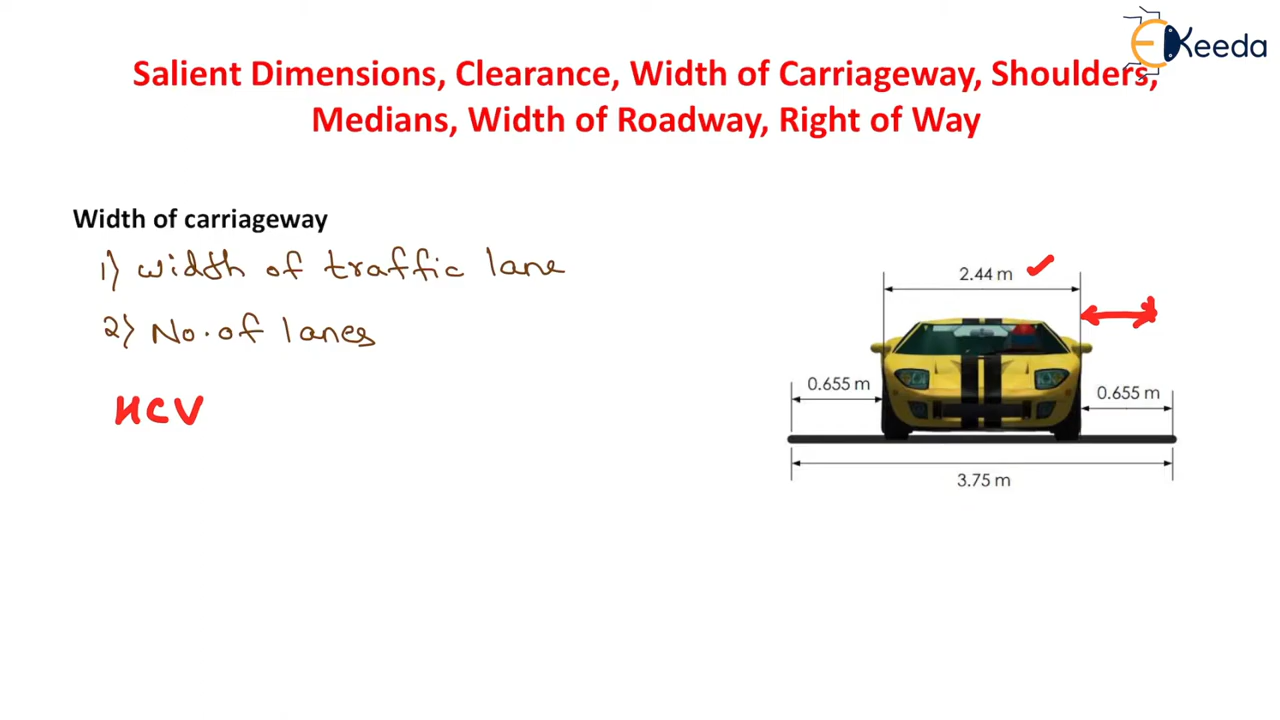 EKeeda
Salient Dimensions, Clearance, Width of Carriageway, Shoulders,
Medians, Width of Roadway, Right of Way
Width of carriageway
1) width of traffic lane
2) No. of lanes
HCV
2.44 m
0.655 m
0.655 m
3.75 m